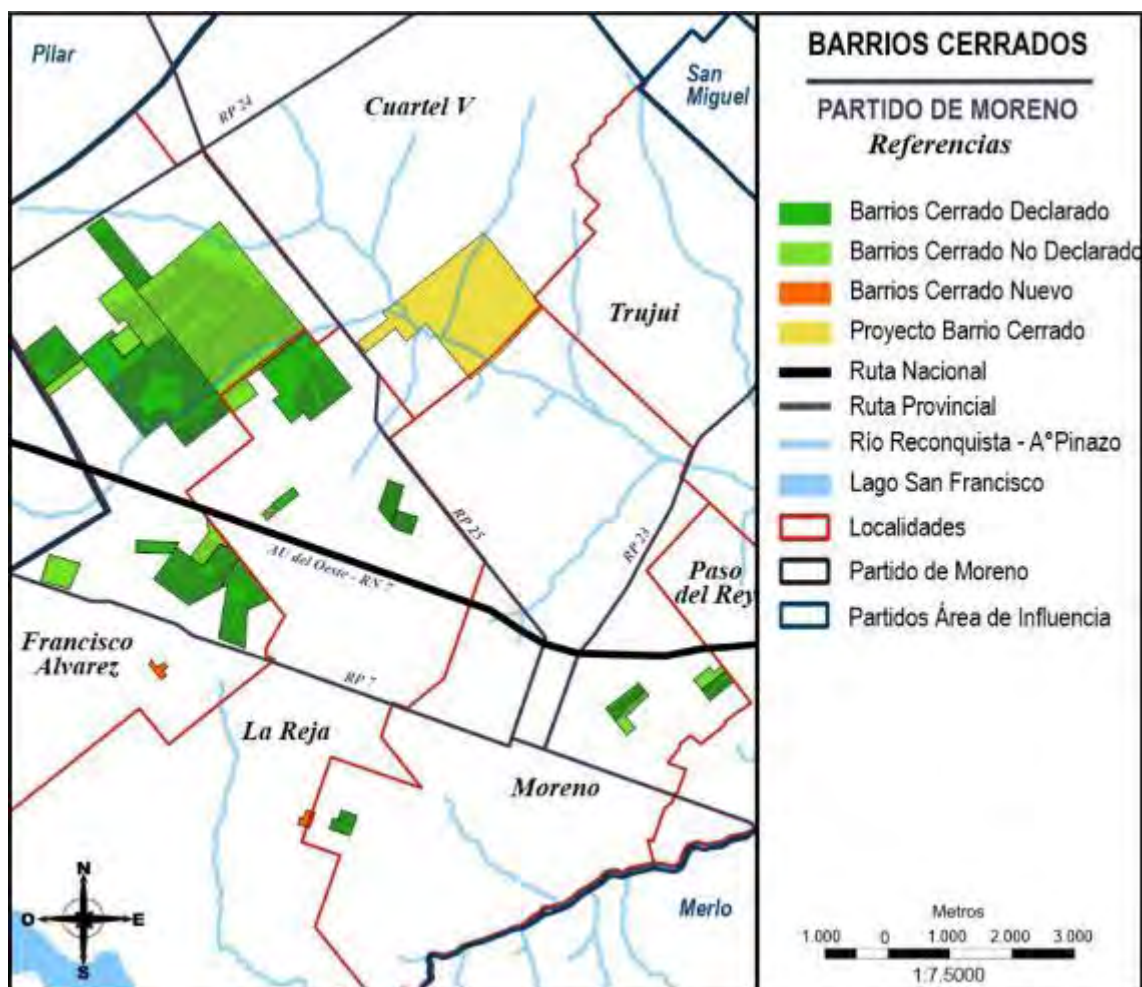 Pilar
San
Miguel
Cuartel V
RP 24
Trujui
RP 25
RP 23
AU del Oeste - RN 7
Paso
del Rey
Francisco
Alvarez
RP 7
La Reja
Moreno
Merlo
N
O
E
S
BARRIOS CERRADOS
PARTIDO DE MORENO
Referencias
Barrios Cerrado Declarado
Barrios Cerrado No Declarado
Barrios Cerrado Nuevo
Proyecto Barrio Cerrado
Ruta Nacional
Ruta Provincial
Río Reconquista - A°Pinazo
Lago San Francisco
Localidades
Partido de Moreno
Partidos Área de Influencia
Metros
1.000 0 1.000 2.000 3.000
1:7.5000